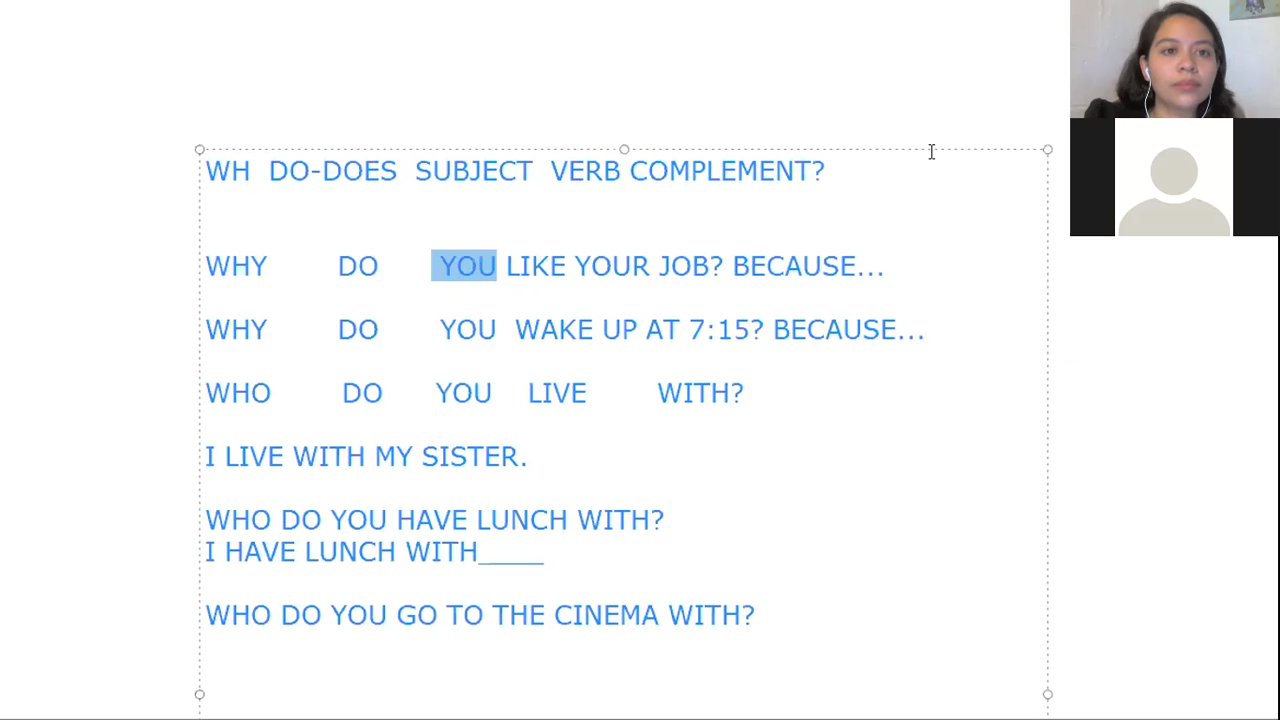 WH DO-DOES SUBJECT VERB COMPLEMENT?
WHY DO YOU LIKE YOUR JOB? BECAUSE...
WHY DO YOU WAKE UP AT 7:15? BECAUSE...
WHO DO YOU LIVE WITH?
I LIVE WITH MY SISTER.
WHO DO YOU HAVE LUNCH WITH?
I HAVE LUNCH WITH_____
WHO DO YOU GO TO THE CINEMA WITH?